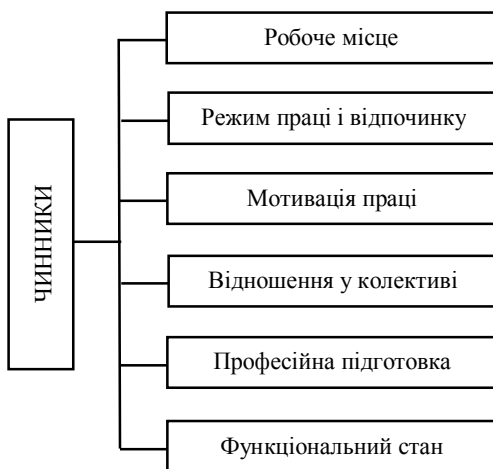 ЧИННИКИ
Робоче місце
Режим праці і відпочинку
Мотивація праці
Відношення у колективі
Професійна підготовка
Функціональний стан